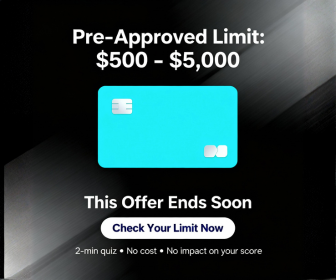 Pre-Approved Limit:
$500 – $5,000
This Offer Ends Soon
Check Your Limit Now
2-min quiz • No cost • No impact on your score